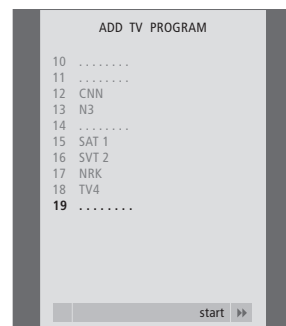 ADD TV PROGRAM
10 ........
11 ........
12 CNN
13 N3
14 ........
15 SAT 1
16 SVT 2
17 NRK
18 TV4
19 ........
start